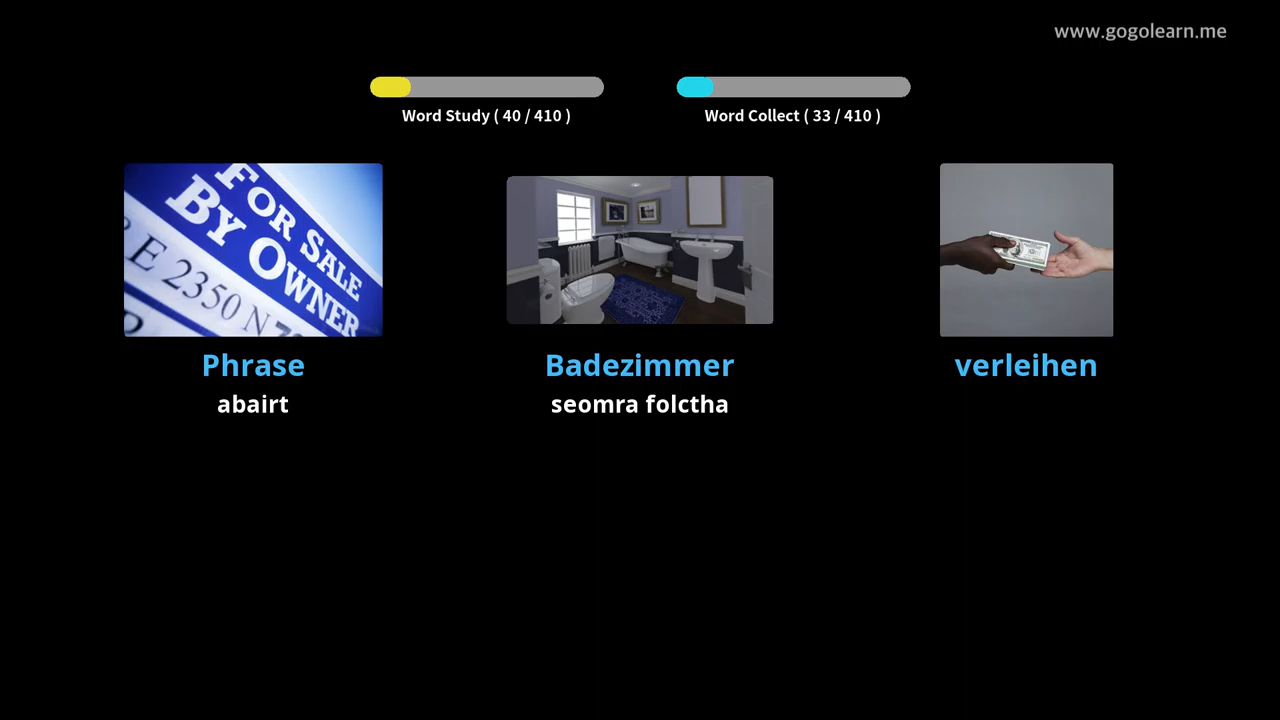 www.gogolearn.me
Word Study ( 40 / 410 )
Word Collect ( 33 / 410 )
FOR SALE
BY OWNER
E 2350 N
Phrase
abairt
Badezimmer
seomra folctha
verleihen